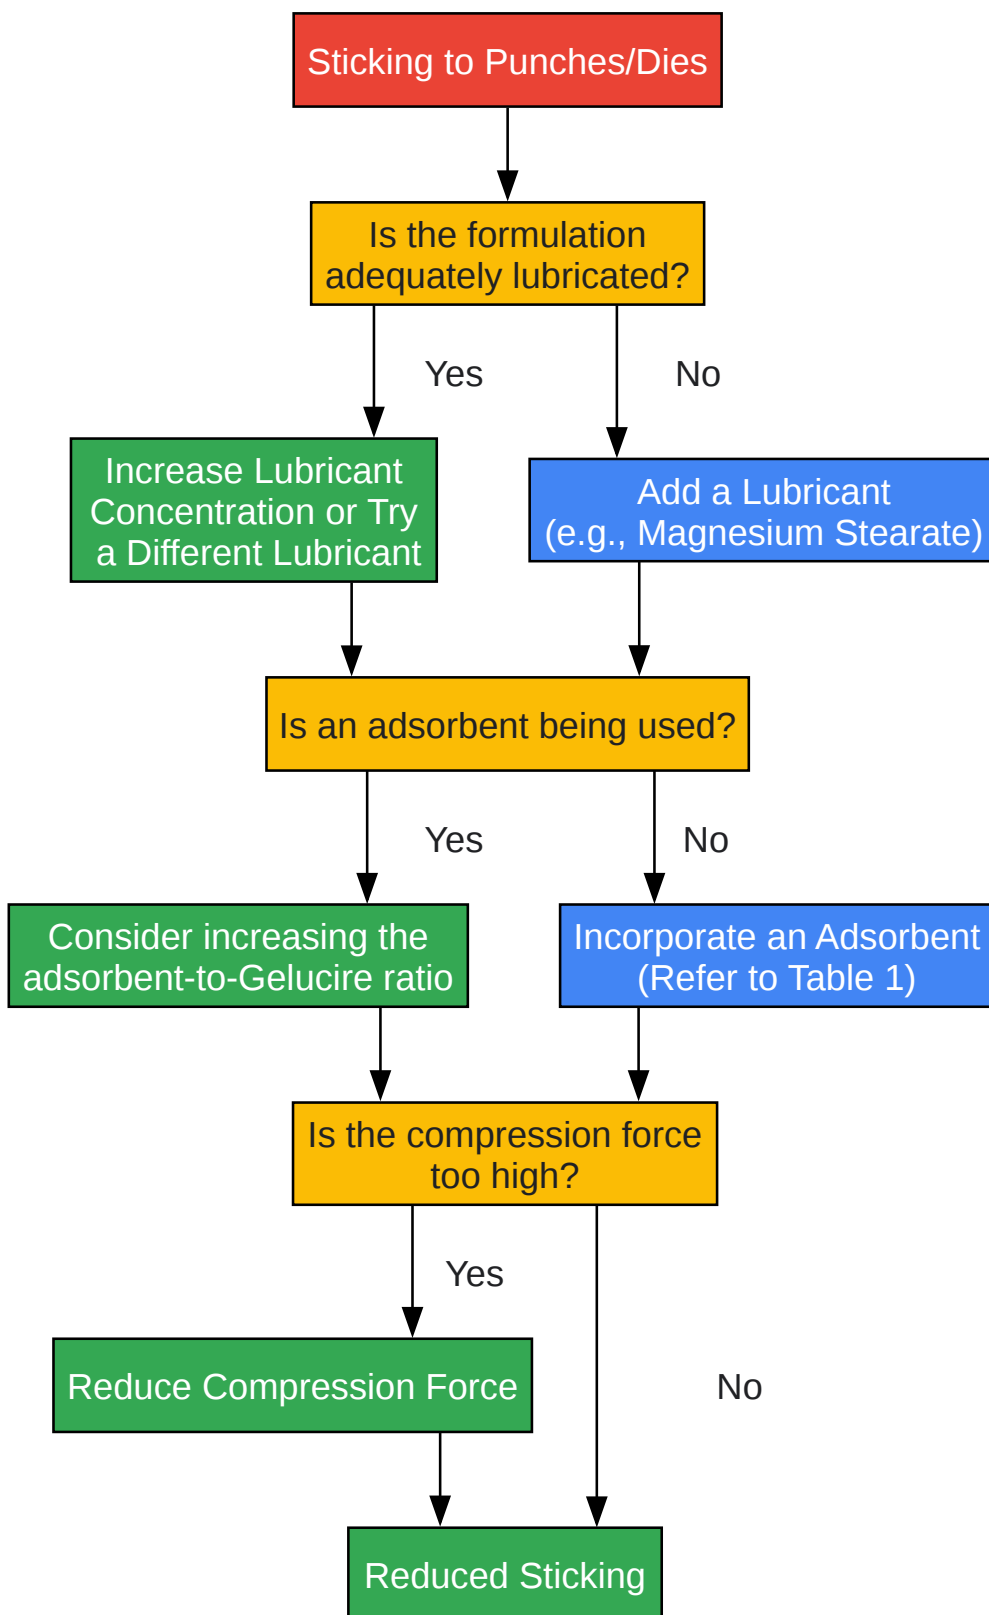 Sticking to Punches/Dies
Is the formulation
adequately lubricated?
Yes
No
Increase Lubricant
Concentration or Try
a Different Lubricant
Add a Lubricant
(e.g., Magnesium Stearate)
Is an adsorbent being used?
Yes
No
Consider increasing the
adsorbent-to-Gelucire ratio
Incorporate an Adsorbent
(Refer to Table 1)
Is the compression force
too high?
Yes
Reduce Compression Force
No
Reduced Sticking